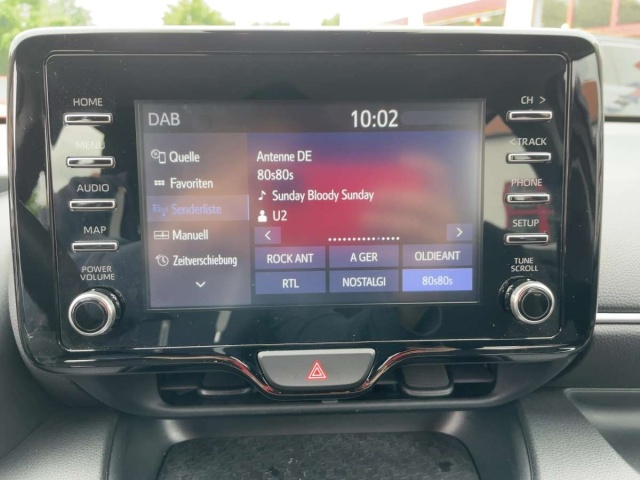 HOME
MENU
AUDIO
MAP
POWER
VOLUME
DAB
10:02
Quelle
Favoriten
Senderliste
Manuell
Zeitverschiebung
Antenne DE
80s80s
Sunday Bloody Sunday
U2
ROCK ANT
A GER
OLDIEANT
RTL
NOSTALGI
80s80s
CH >
<TRACK
PHONE
SETUP
TUNE
SCROLL